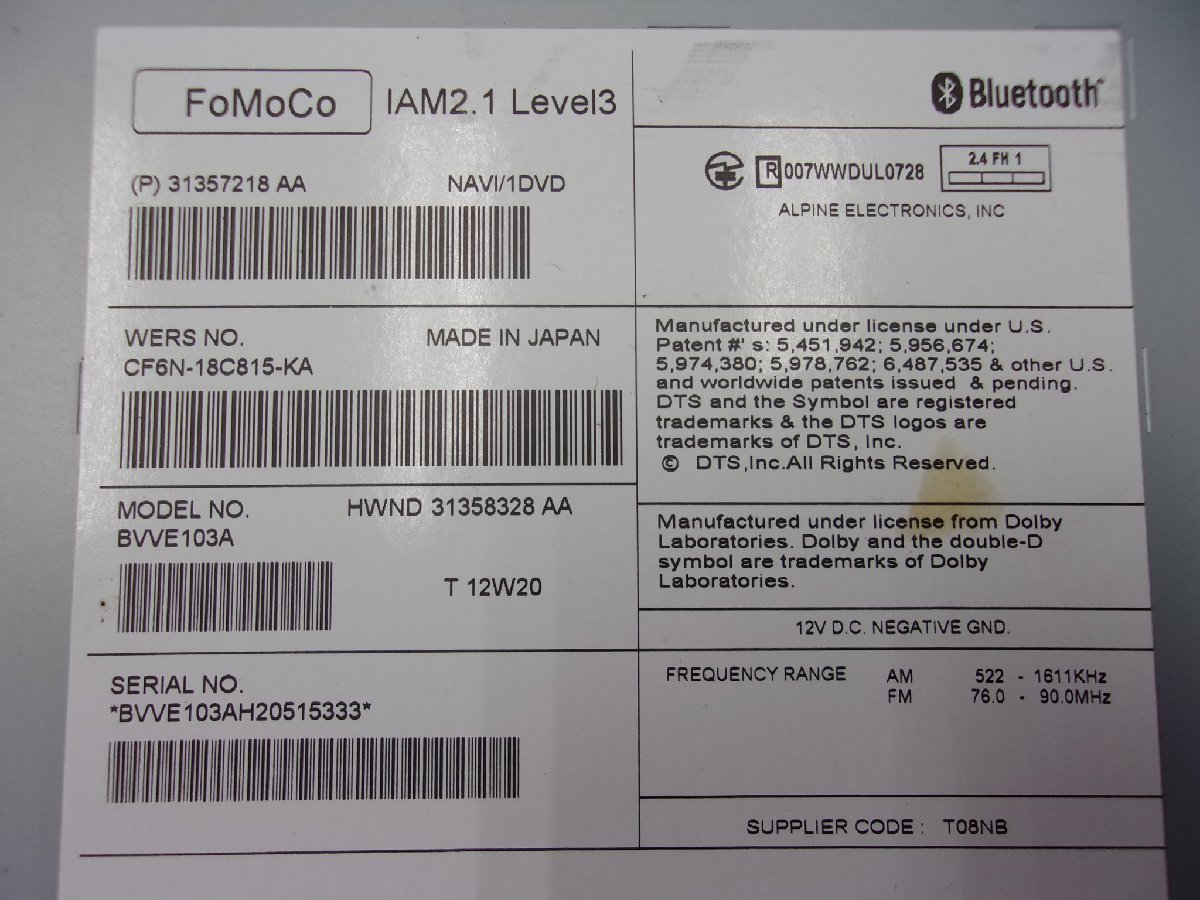 FoMoCo IAM2.1 Level3
(P) 31357218 AA NAVI/1DVD
WERS NO. MADE IN JAPAN
CF6N-18C815-KA
MODEL NO. HWND 31358328 AA
BVVE103A
T 12W20
SERIAL NO.
*BVVE103AH20515333*
Bluetooth
R 007WWDUL0728 2.4 FH 1
ALPINE ELECTRONICS, INC
Manufactured under license under U.S.
Patent #' s: 5,451,942; 5,956,674;
5,974,380; 5,978,762; 6,487,535 & other U.S.
and worldwide patents issued & pending.
DTS and the Symbol are registered
trademarks & the DTS logos are
trademarks of DTS, Inc.
© DTS,Inc.All Rights Reserved.
Manufactured under license from Dolby
Laboratories. Dolby and the double-D
symbol are trademarks of Dolby
Laboratories.
12V D.C. NEGATIVE GND.
FREQUENCY RANGE AM 522 - 1611KHz
FM 76.0 - 90.0MHz
SUPPLIER CODE : T08NB